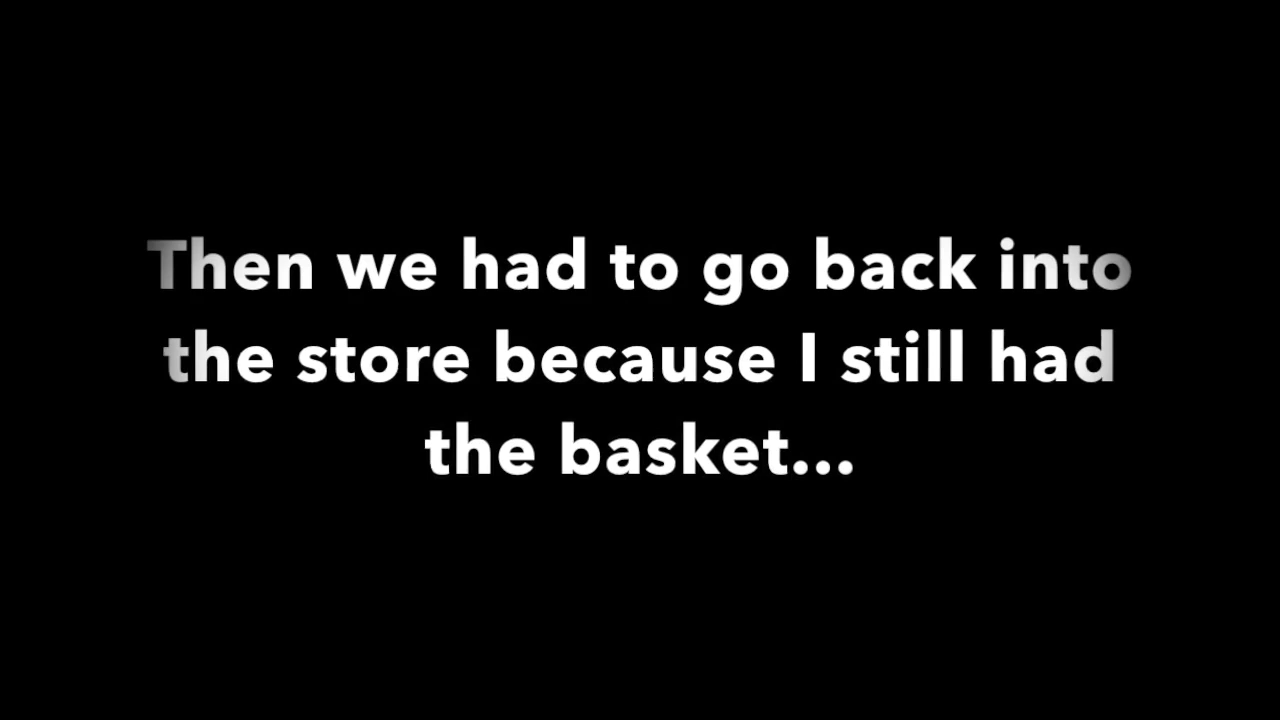 Then we had to go back into
the store because I still had
the basket...